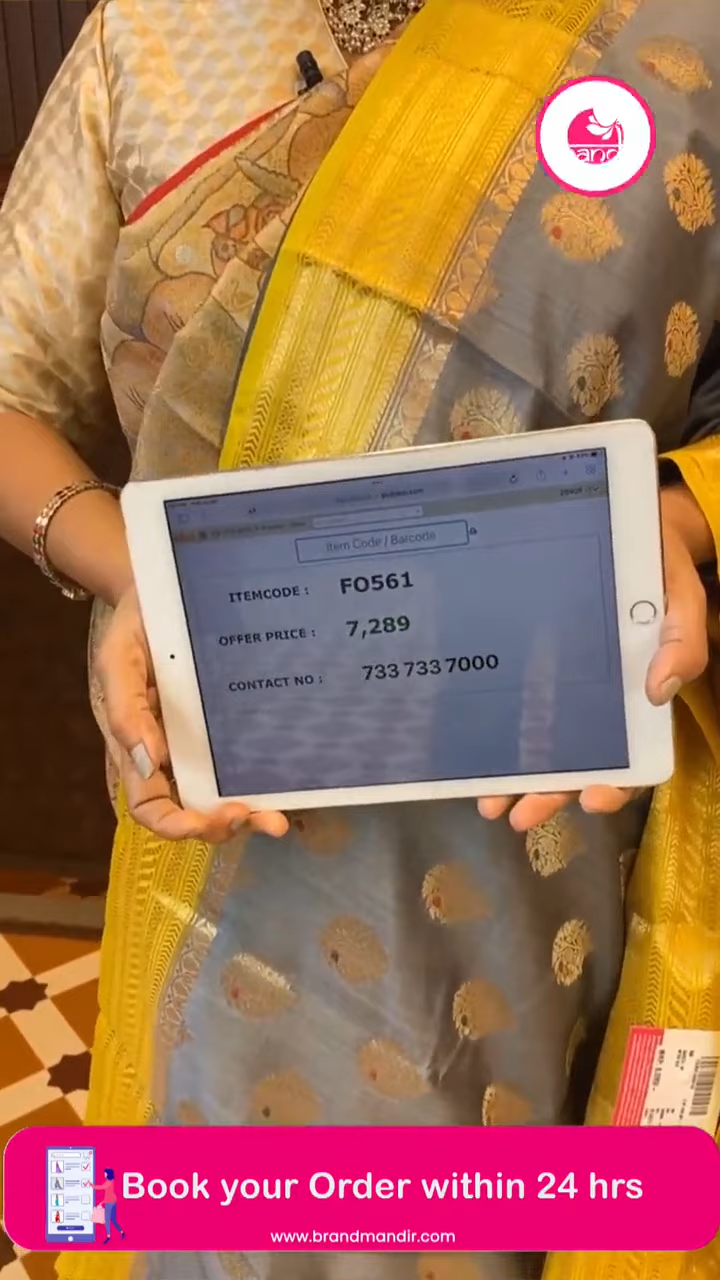 Item Code / Barcode
ITEMCODE : FO561
OFFER PRICE : 7,289
CONTACT NO : 733 733 7000
Book your Order within 24 hrs
www.brandmandir.com